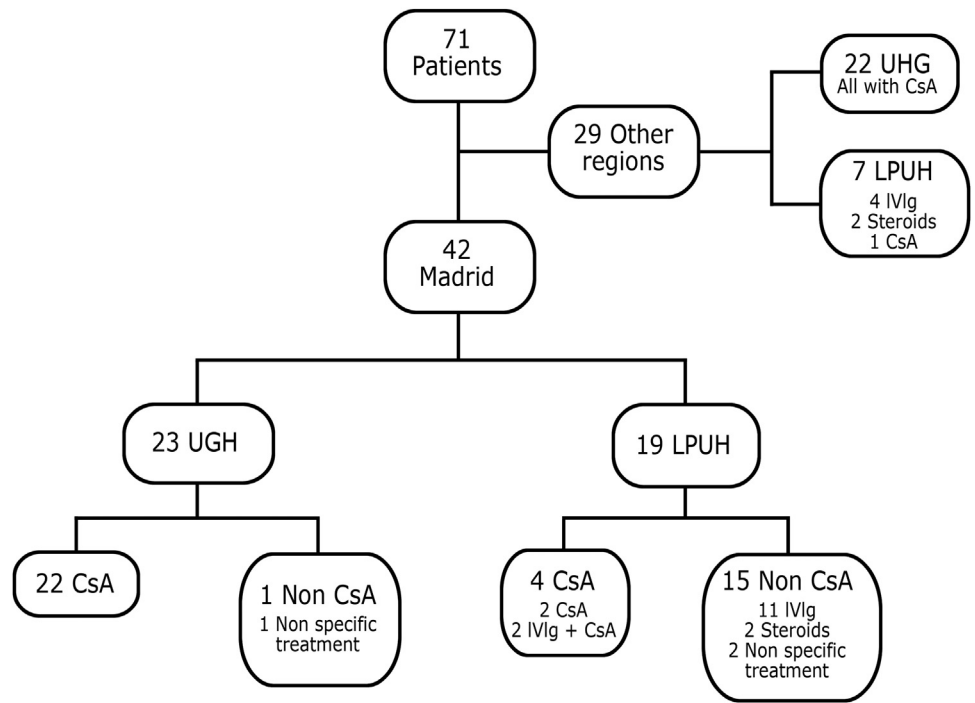 71
Patients
29 Other
regions
22 UHG
All with CsA
7 LPUH
4 IVIg
2 Steroids
1 CsA
42
Madrid
23 UGH
19 LPUH
22 CsA
1 Non CsA
1 Non specific
treatment
4 CsA
2 CsA
2 IVIg + CsA
15 Non CsA
11 IVIg
2 Steroids
2 Non specific
treatment